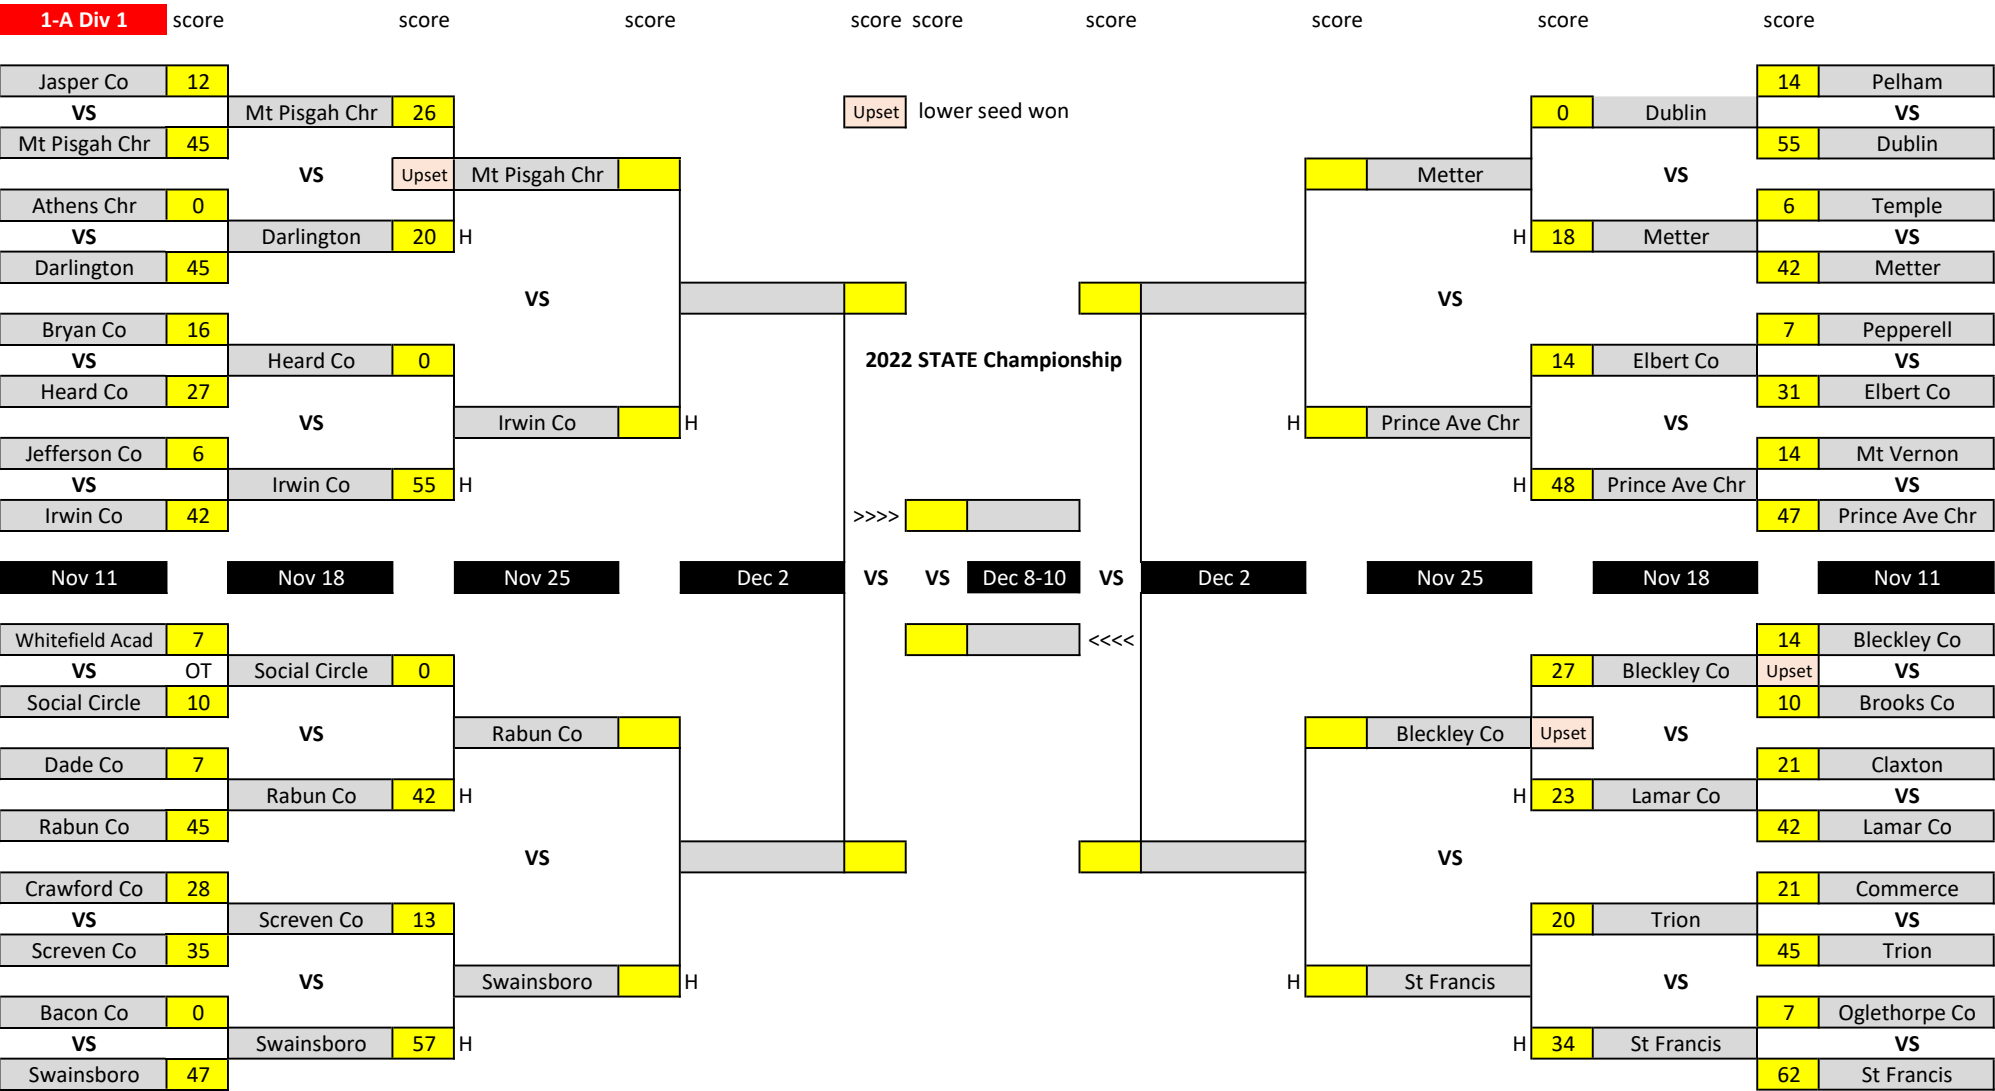 1-A Div 1 score score score score score score score score score
Jasper Co 12 14 Pelham
VS Mt Pisgah Chr 26 Upset lower seed won 0 Dublin VS
Mt Pisgah Chr 45 55 Dublin
VS Upset Mt Pisgah Chr Metter VS
Athens Chr 0 6 Temple
VS Darlington 20 H H 18 Metter VS
Darlington 45 42 Metter
VS VS
Bryan Co 16 7 Pepperell
VS Heard Co 0 2022 STATE Championship 14 Elbert Co VS
Heard Co 27 31 Elbert Co
VS Irwin Co H H Prince Ave Chr VS
Jefferson Co 6 14 Mt Vernon
VS Irwin Co 55 H H 48 Prince Ave Chr VS
Irwin Co 42 >>>> 47 Prince Ave Chr
Nov 11 Nov 18 Nov 25 Dec 2 VS VS Dec 8-10 VS Dec 2 Nov 25 Nov 18 Nov 11
Whitefield Acad 7 <<<< 14 Bleckley Co
VS OT Social Circle 0 27 Bleckley Co Upset VS
Social Circle 10 10 Brooks Co
VS Rabun Co Bleckley Co Upset VS
Dade Co 7 21 Claxton
Rabun Co 42 H H 23 Lamar Co VS
Rabun Co 45 42 Lamar Co
VS VS
Crawford Co 28 21 Commerce
VS Screven Co 13 20 Trion VS
Screven Co 35 45 Trion
VS Swainsboro H H St Francis VS
Bacon Co 0 7 Oglethorpe Co
VS Swainsboro 57 H H 34 St Francis VS
Swainsboro 47 62 St Francis